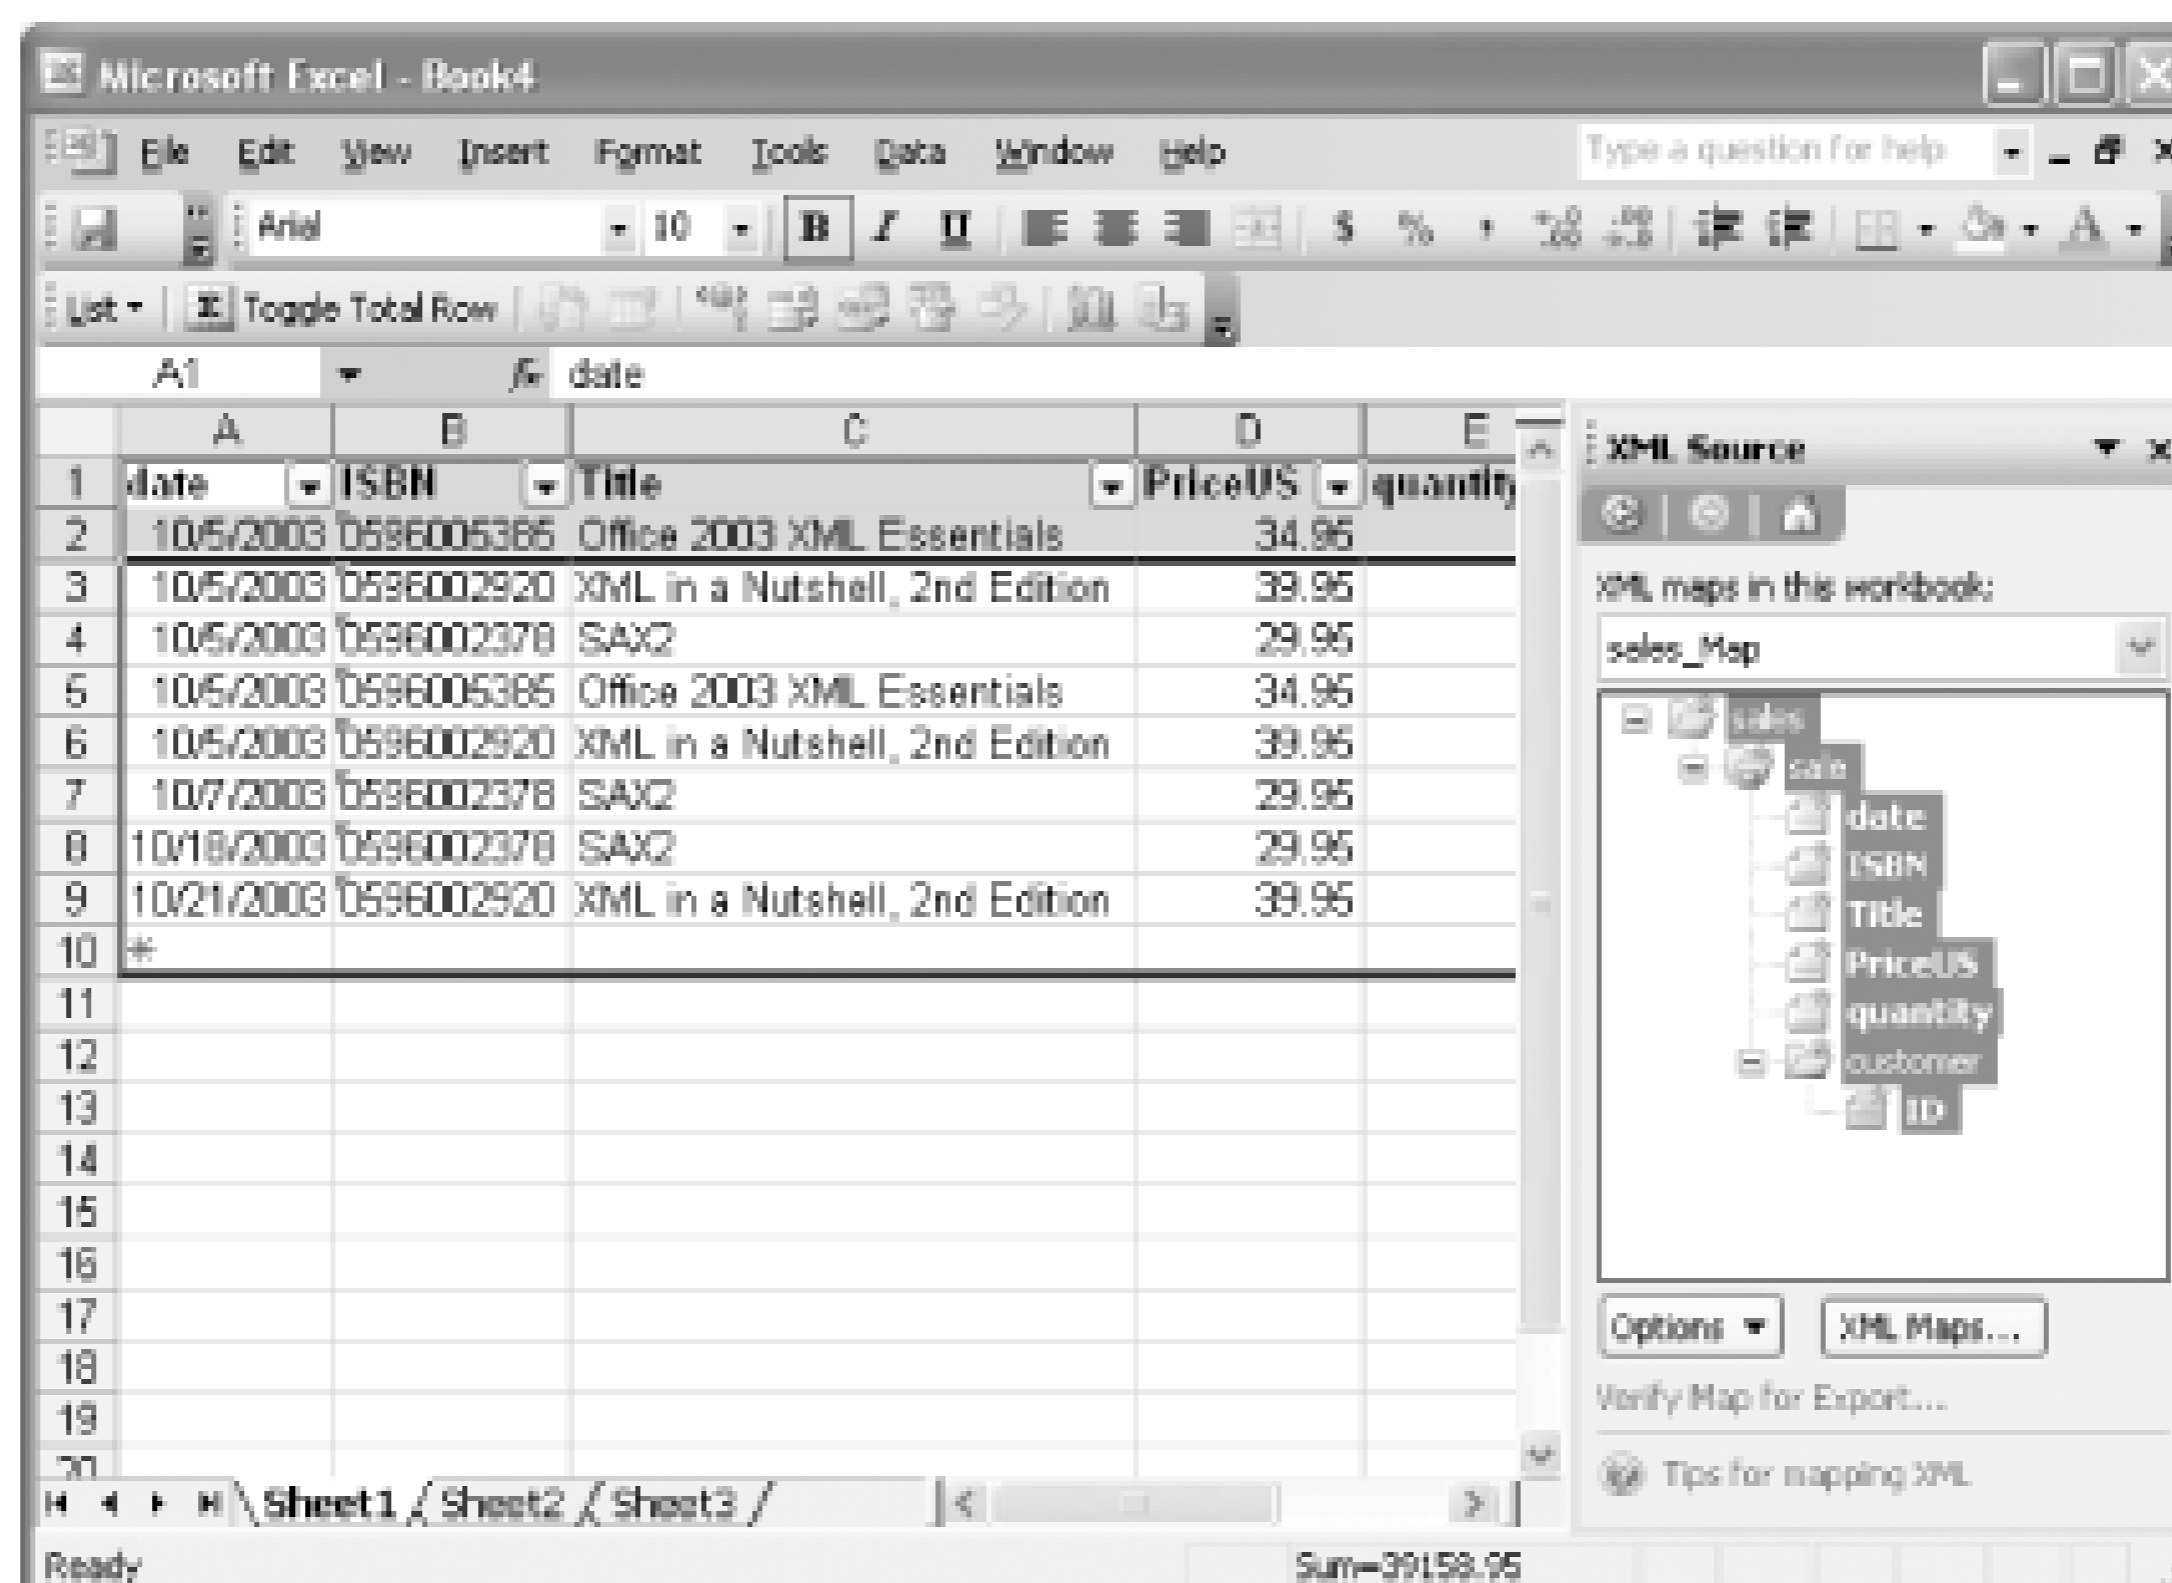 Microsoft Excel - Book4
File Edit View Insert Format Tools Data Window Help Type a question for help
Arial 10 B I U $ % ,
List Toggle Total Row
A1 fx date
A B C D E
1 date ISBN Title PriceUS quantity
2 10/5/2003 0596005385 Office 2003 XML Essentials 34.95
3 10/5/2003 0596002920 XML in a Nutshell, 2nd Edition 39.95
4 10/5/2003 0596002378 SAX2 29.95
5 10/5/2003 0596005385 Office 2003 XML Essentials 34.95
6 10/5/2003 0596002920 XML in a Nutshell, 2nd Edition 39.95
7 10/7/2003 0596002378 SAX2 29.95
8 10/18/2003 0596002378 SAX2 29.95
9 10/21/2003 0596002920 XML in a Nutshell, 2nd Edition 39.95
10 *
11
12
13
14
15
16
17
18
19
20
Sheet1 Sheet2 Sheet3
Ready Sum=39158.95
XML Source
XML maps in this workbook:
sales_Map
sales
sale
date
ISBN
Title
PriceUS
quantity
customer
ID
Options XML Maps...
Verify Map for Export...
Tips for mapping XML